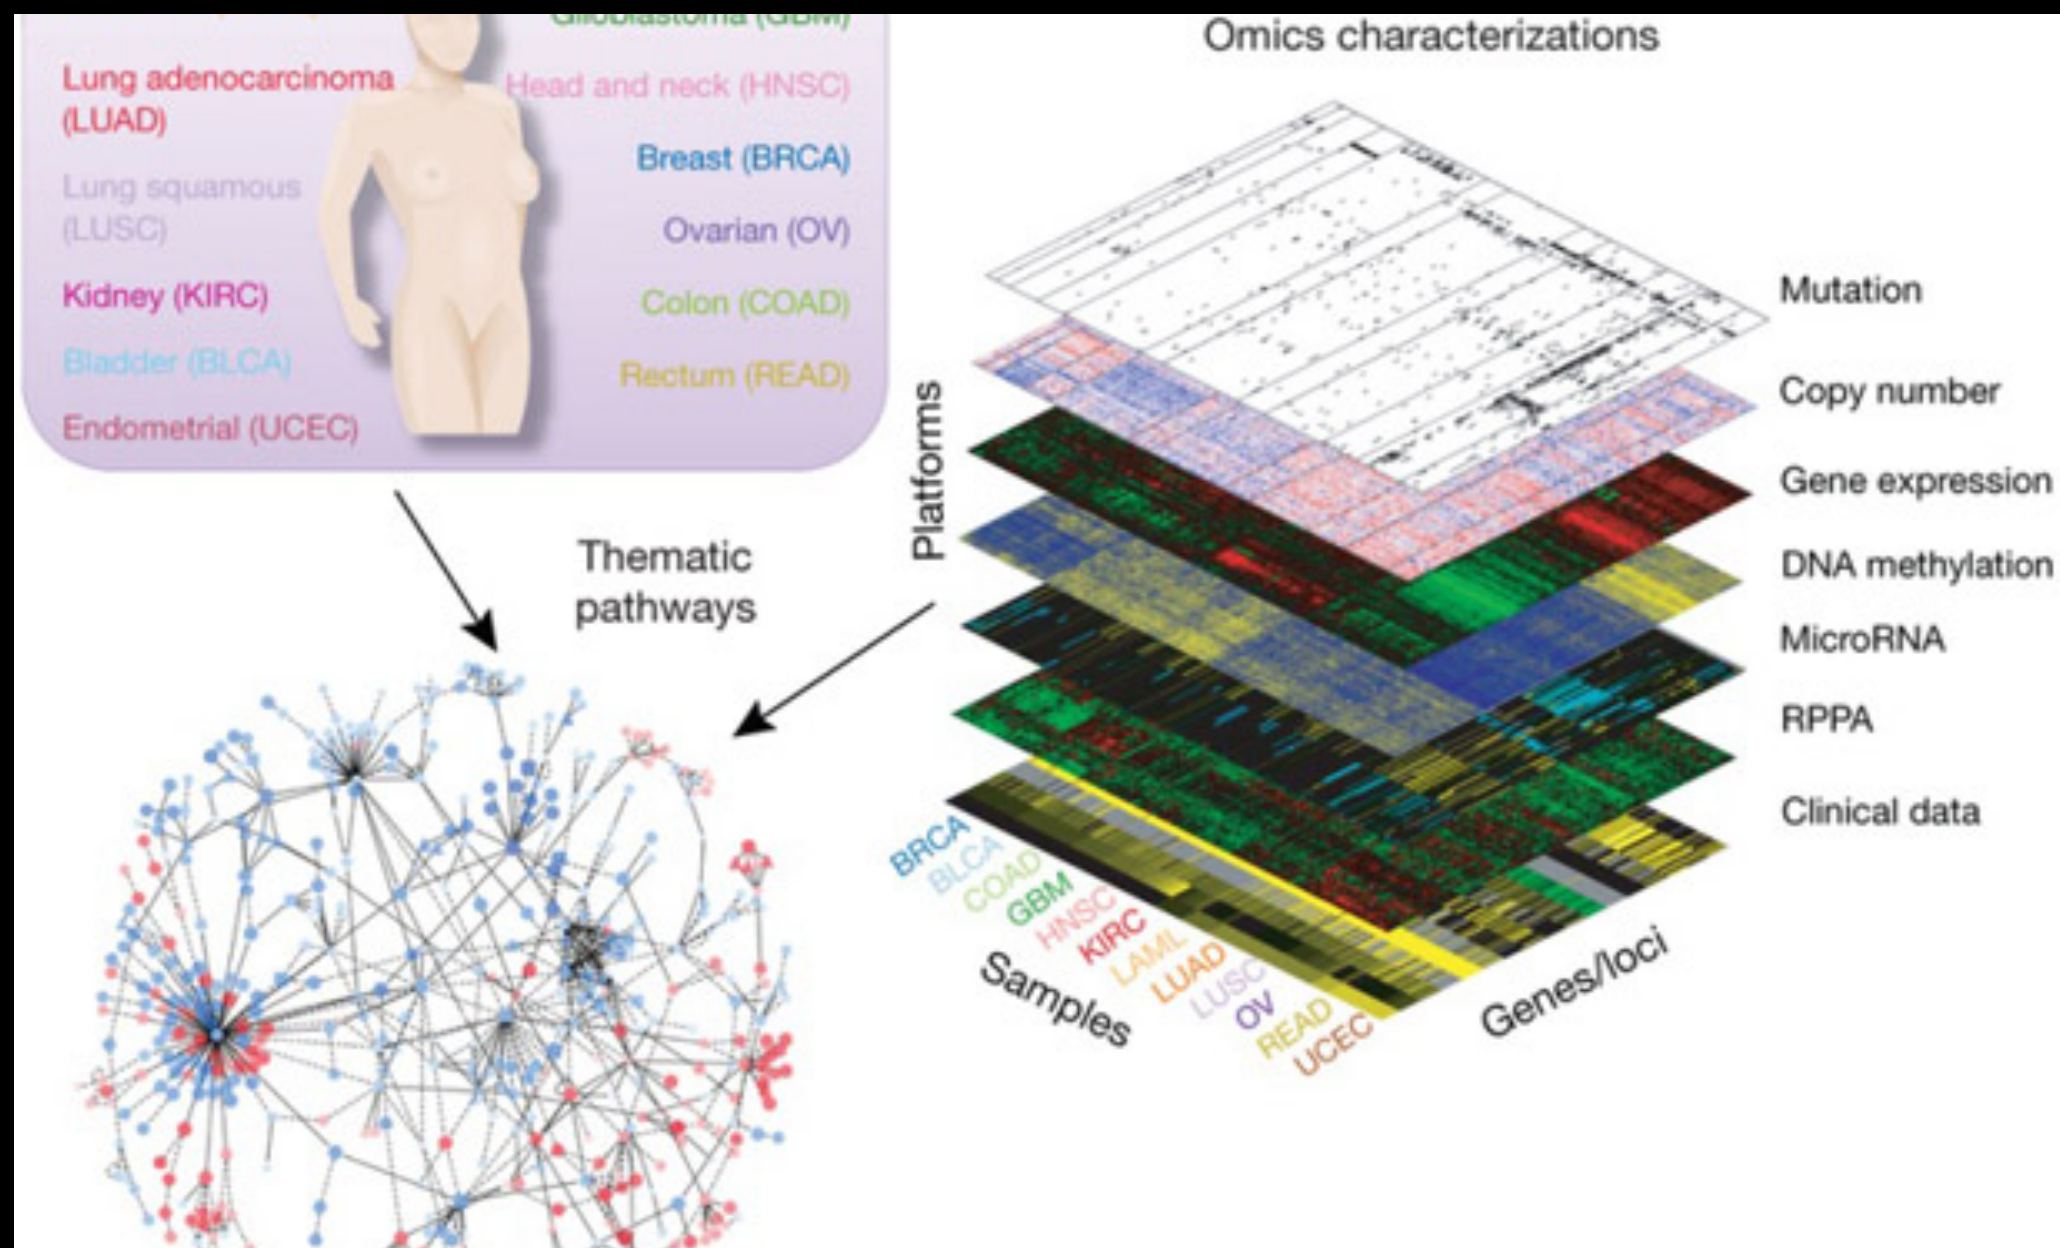 Glioblastoma (GBM)
Lung adenocarcinoma
(LUAD)
Head and neck (HNSC)
Breast (BRCA)
Lung squamous
(LUSC)
Ovarian (OV)
Kidney (KIRC)
Colon (COAD)
Bladder (BLCA)
Rectum (READ)
Endometrial (UCEC)
Thematic
pathways
Omics characterizations
Platforms
Mutation
Copy number
Gene expression
DNA methylation
MicroRNA
RPPA
Clinical data
BRCA
BLCA
COAD
GBM
HNSC
KIRC
LAML
LUAD
LUSC
OV
READ
UCEC
Samples
Genes/loci